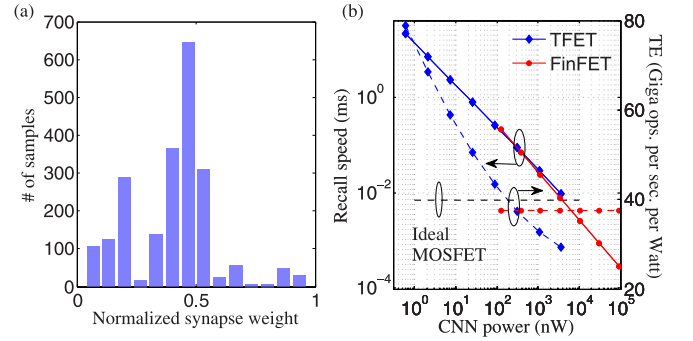 (a)
700
600
500
400
300
200
100
0
# of samples
0
0.5
1
Normalized synapse weight
(b)
TFET
FinFET
Ideal
MOSFET
10^0
10^-2
10^-4
Recall speed (ms)
80
60
40
20
TE (Giga ops. per sec. per Watt)
10^0
10^1
10^2
10^3
10^4
10^5
CNN power (nW)